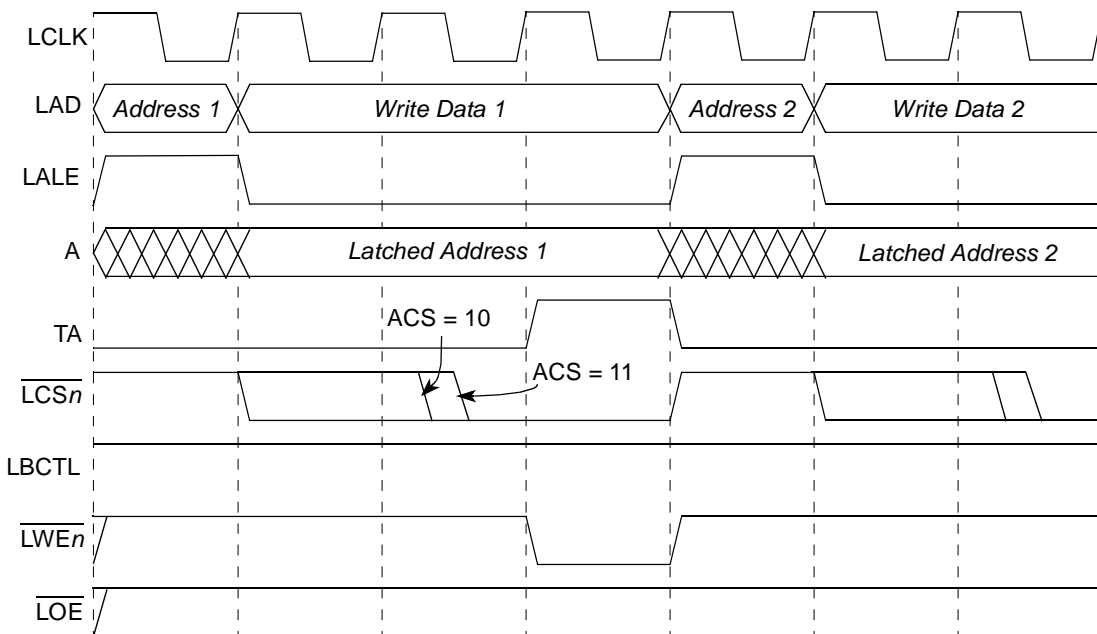 LCLK
LAD Address 1 Write Data 1 Address 2 Write Data 2
LALE
A Latched Address 1 Latched Address 2
TA ACS = 10
LCSn ACS = 11
LBCTL
LWEn
LOE